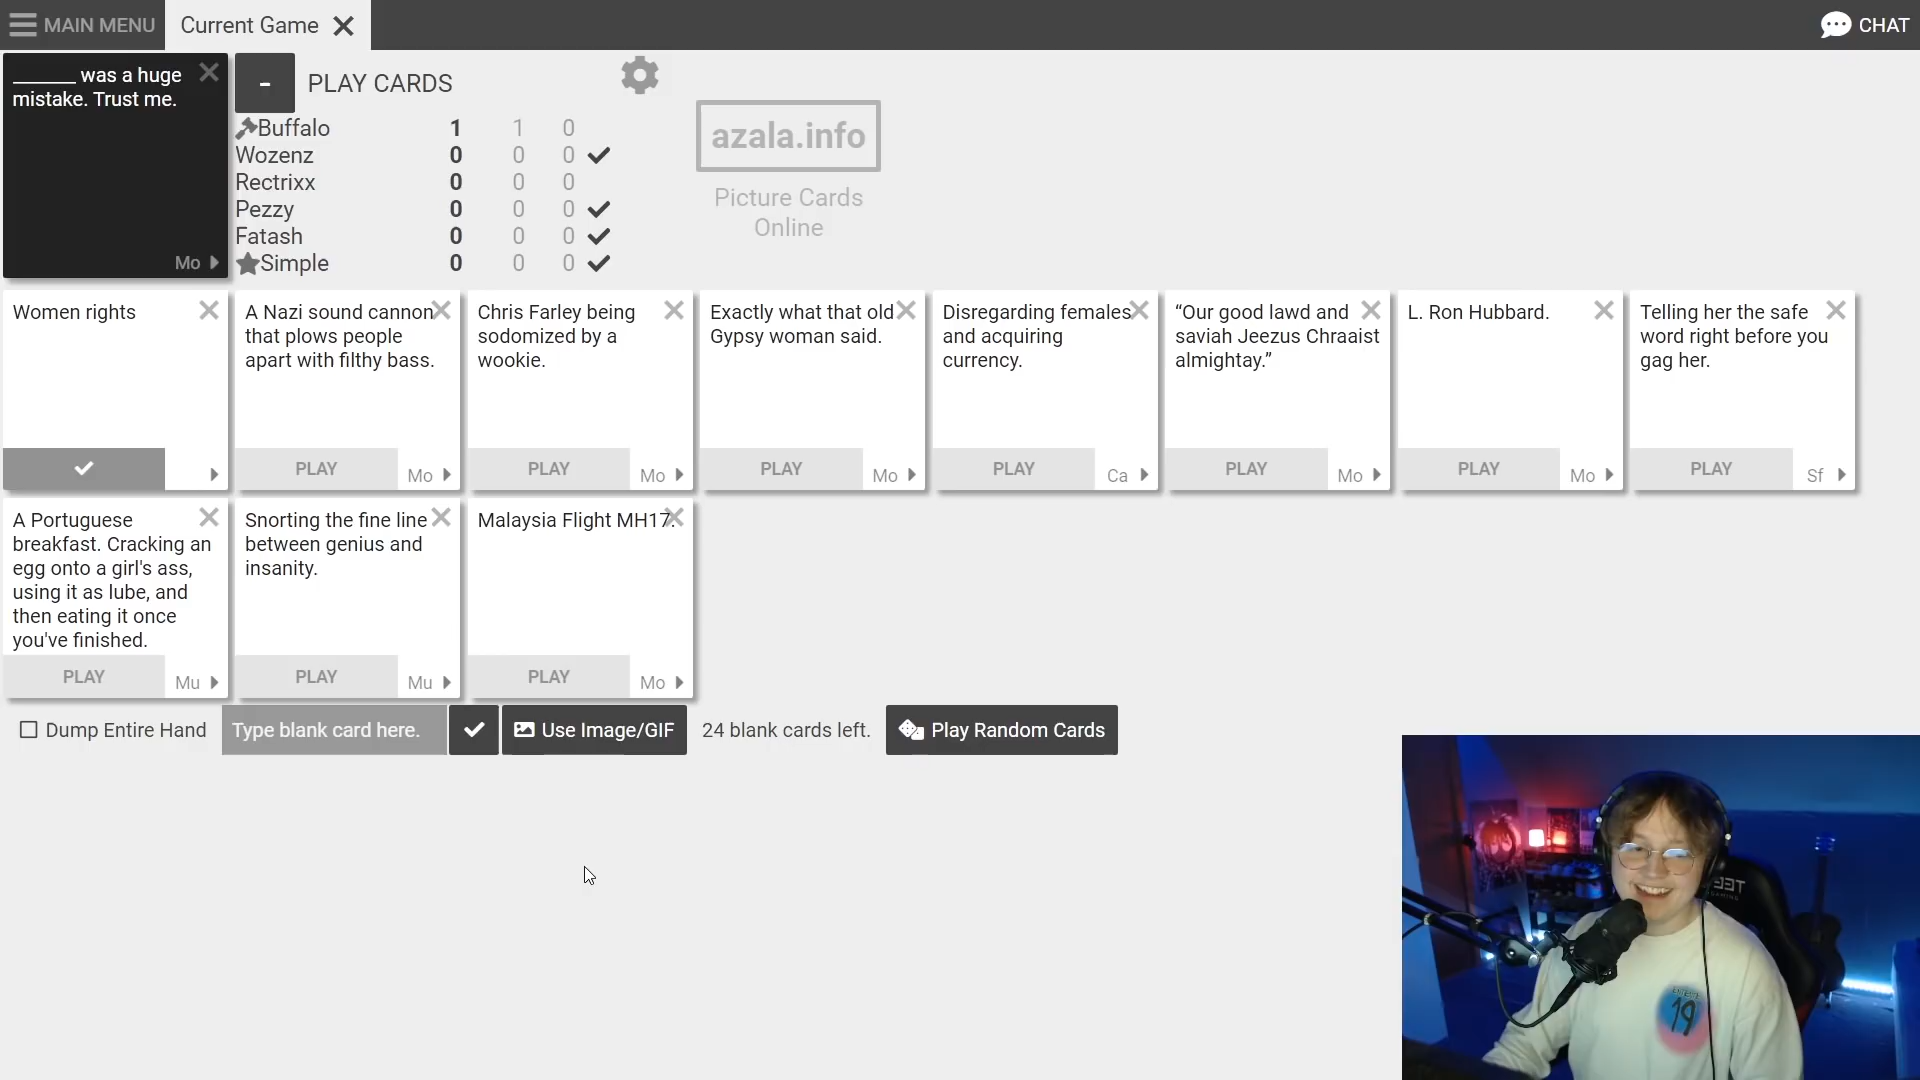 MAIN MENU
Current Game
CHAT
______ was a huge
mistake. Trust me.
Mo
-
PLAY CARDS
Buffalo 1 1 0
Wozenz 0 0 0
Rectrixx 0 0 0
Pezzy 0 0 0
Fatash 0 0 0
Simple 0 0 0
azala.info
Picture Cards
Online
Women rights
A Nazi sound cannon
that plows people
apart with filthy bass.
PLAY
Mo
Chris Farley being
sodomized by a
wookie.
PLAY
Mo
Exactly what that old
Gypsy woman said.
PLAY
Mo
Disregarding females
and acquiring
currency.
PLAY
Ca
“Our good lawd and
saviah Jeezus Chraaist
almightay.”
PLAY
Mo
L. Ron Hubbard.
PLAY
Mo
Telling her the safe
word right before you
gag her.
PLAY
Sf
A Portuguese
breakfast. Cracking an
egg onto a girl's ass,
using it as lube, and
then eating it once
you've finished.
PLAY
Mu
Snorting the fine line
between genius and
insanity.
PLAY
Mu
Malaysia Flight MH17.
PLAY
Mo
Dump Entire Hand
Type blank card here.
Use Image/GIF
24 blank cards left.
Play Random Cards
19